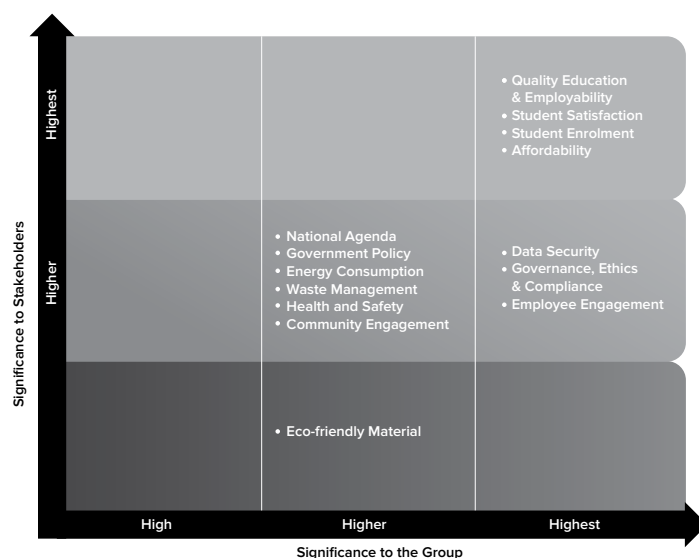 Significance to Stakeholders
Highest
• Quality Education
& Employability
• Student Satisfaction
• Student Enrolment
• Affordability
Higher
• National Agenda
• Government Policy
• Energy Consumption
• Waste Management
• Health and Safety
• Community Engagement
• Data Security
• Governance, Ethics
& Compliance
• Employee Engagement
• Eco-friendly Material
High
Higher
Highest
Significance to the Group